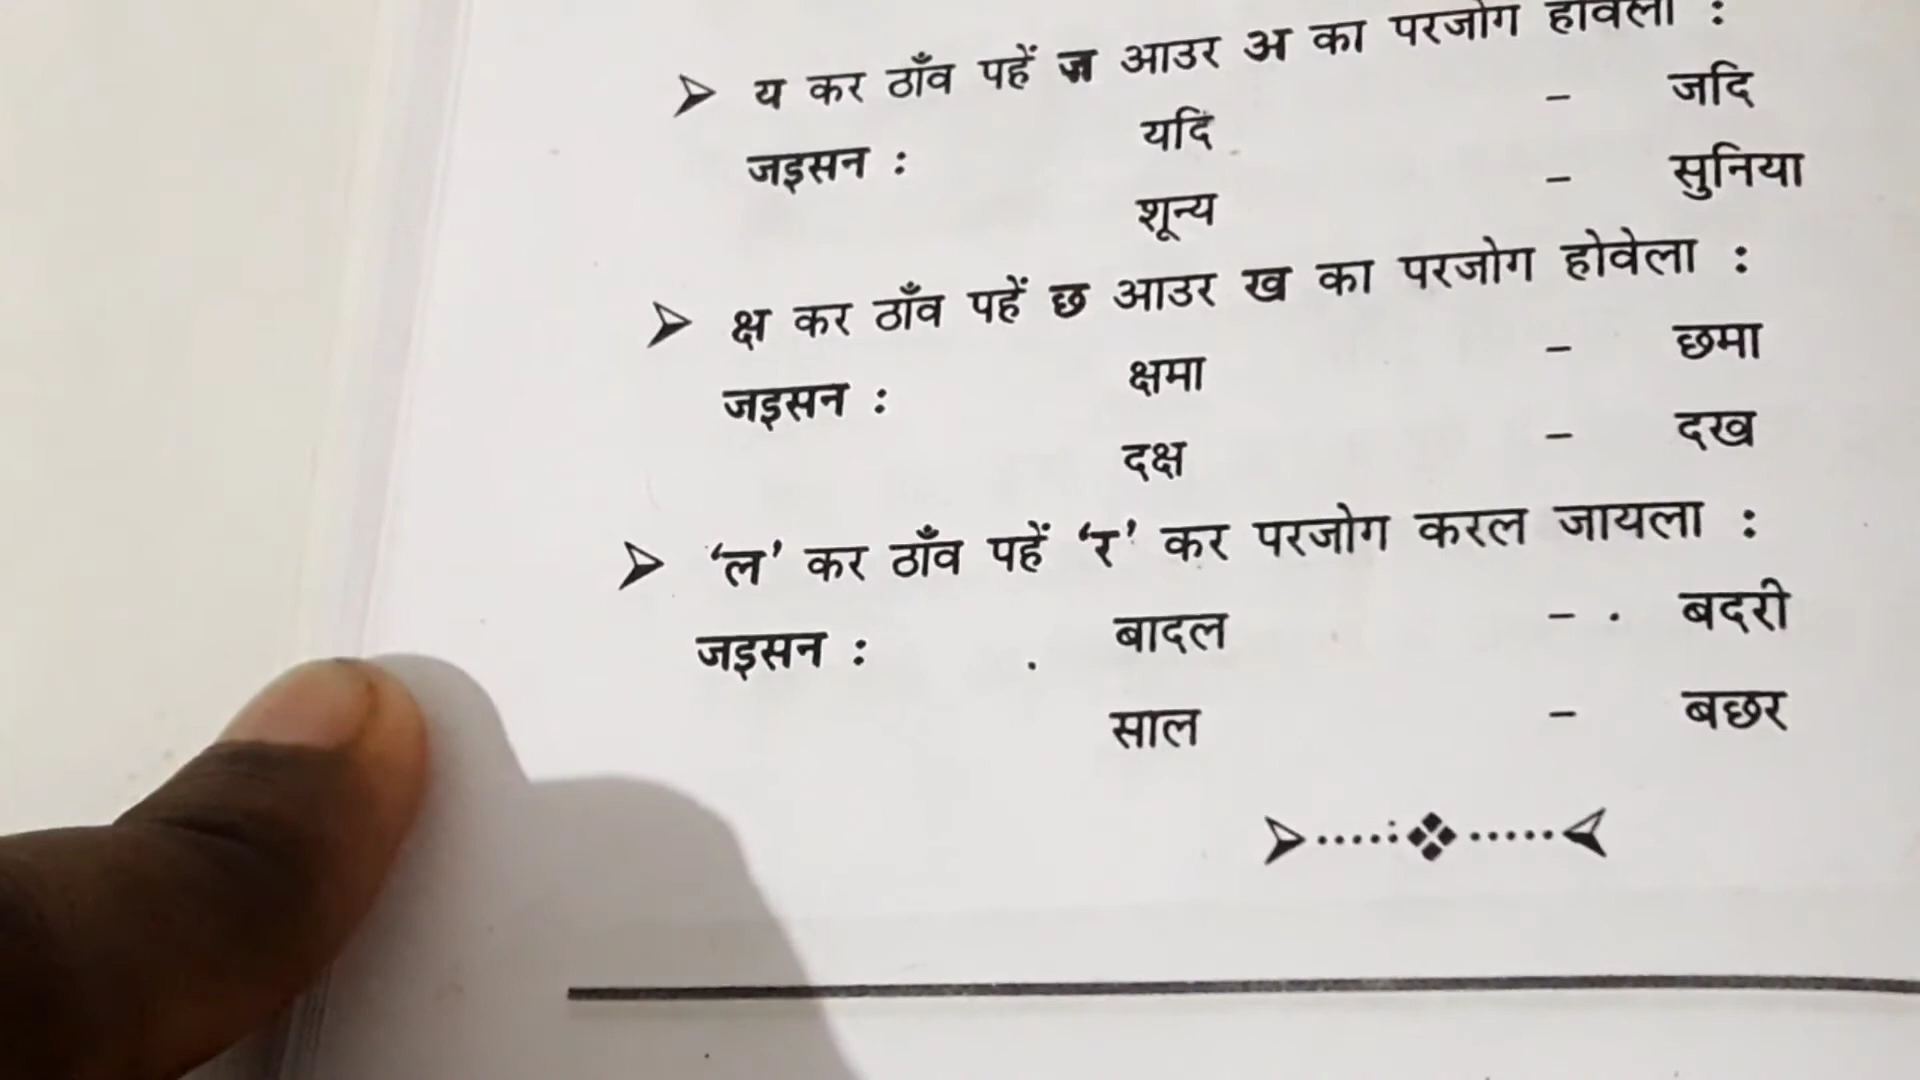 ➢ य कर ठाँव पहें ज आउर अ का परजोग होवेला :
जइसन : यदि – जदि
शून्य – सुनिया
➢ क्ष कर ठाँव पहें छ आउर ख का परजोग होवेला :
जइसन : क्षमा – छमा
दक्ष – दख
➢ ‘ल’ कर ठाँव पहें ‘र’ कर परजोग करल जायला :
जइसन : बादल – बदरी
साल – बछर